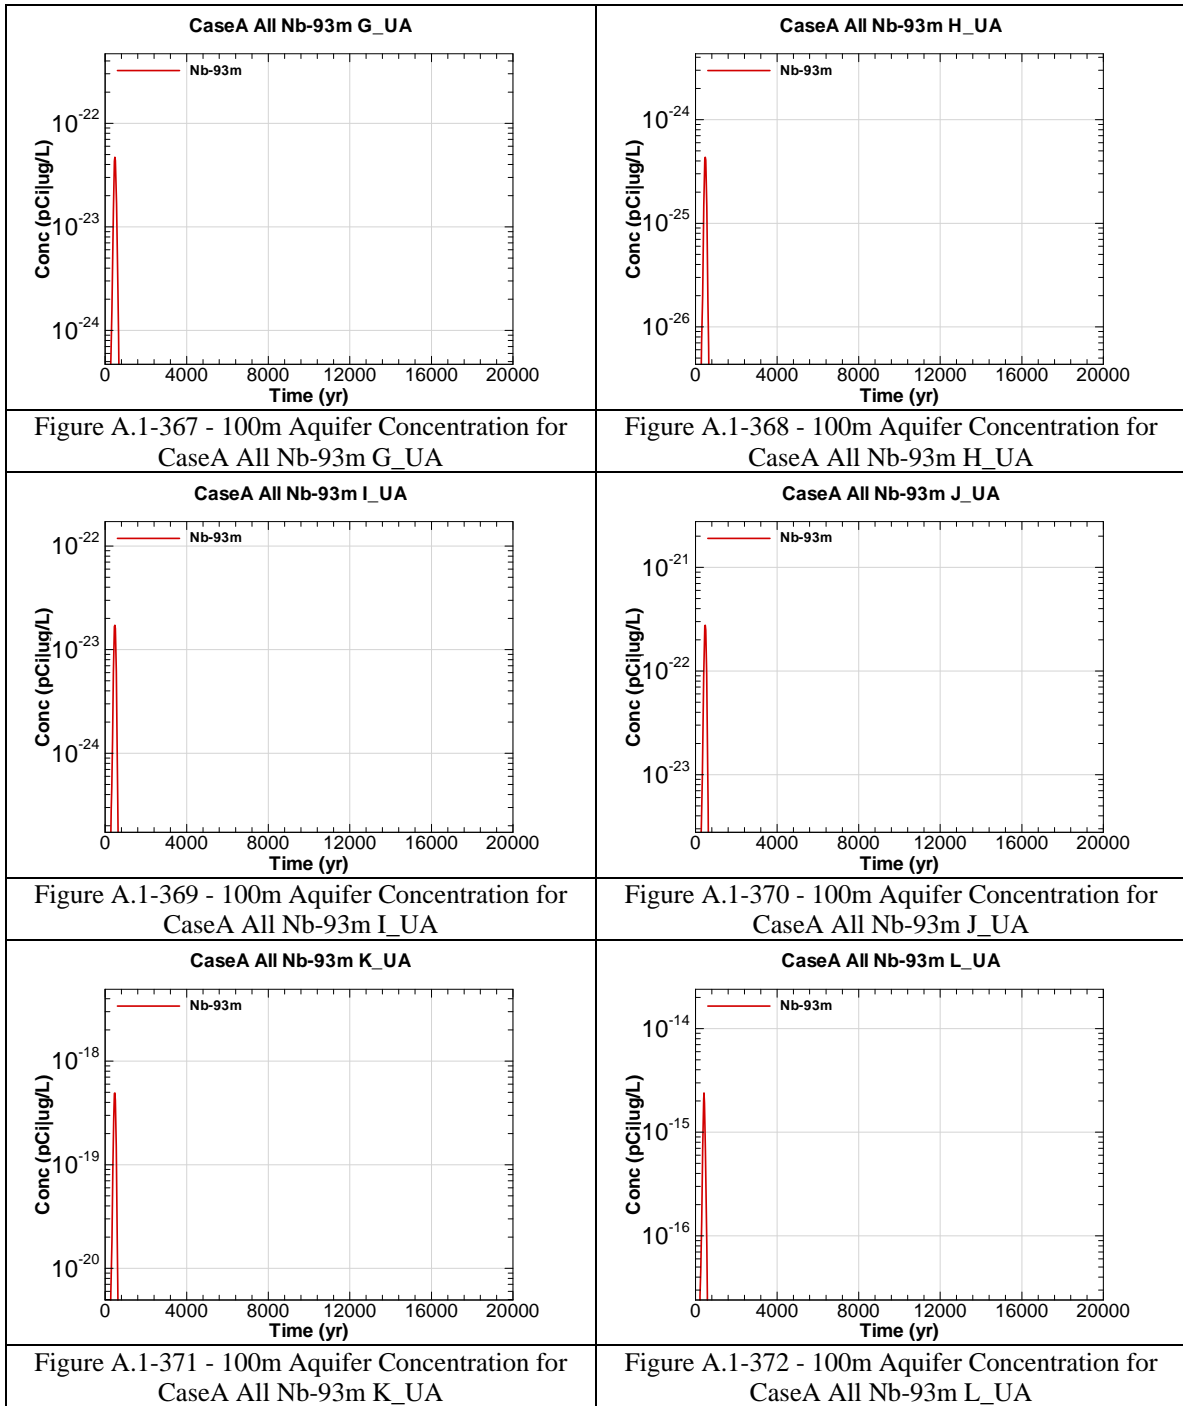 CaseA All Nb-93m G_UA
Nb-93m
10-22
10-23
10-24
Conc (pCi|ug/L)
0 4000 8000 12000 16000 20000
Time (yr)
Figure A.1-367 - 100m Aquifer Concentration for
CaseA All Nb-93m G_UA
CaseA All Nb-93m H_UA
Nb-93m
10-24
10-25
10-26
Conc (pCi|ug/L)
0 4000 8000 12000 16000 20000
Time (yr)
Figure A.1-368 - 100m Aquifer Concentration for
CaseA All Nb-93m H_UA
CaseA All Nb-93m I_UA
Nb-93m
10-22
10-23
10-24
Conc (pCi|ug/L)
0 4000 8000 12000 16000 20000
Time (yr)
Figure A.1-369 - 100m Aquifer Concentration for
CaseA All Nb-93m I_UA
CaseA All Nb-93m J_UA
Nb-93m
10-21
10-22
10-23
Conc (pCi|ug/L)
0 4000 8000 12000 16000 20000
Time (yr)
Figure A.1-370 - 100m Aquifer Concentration for
CaseA All Nb-93m J_UA
CaseA All Nb-93m K_UA
Nb-93m
10-18
10-19
10-20
Conc (pCi|ug/L)
0 4000 8000 12000 16000 20000
Time (yr)
Figure A.1-371 - 100m Aquifer Concentration for
CaseA All Nb-93m K_UA
CaseA All Nb-93m L_UA
Nb-93m
10-14
10-15
10-16
Conc (pCi|ug/L)
0 4000 8000 12000 16000 20000
Time (yr)
Figure A.1-372 - 100m Aquifer Concentration for
CaseA All Nb-93m L_UA